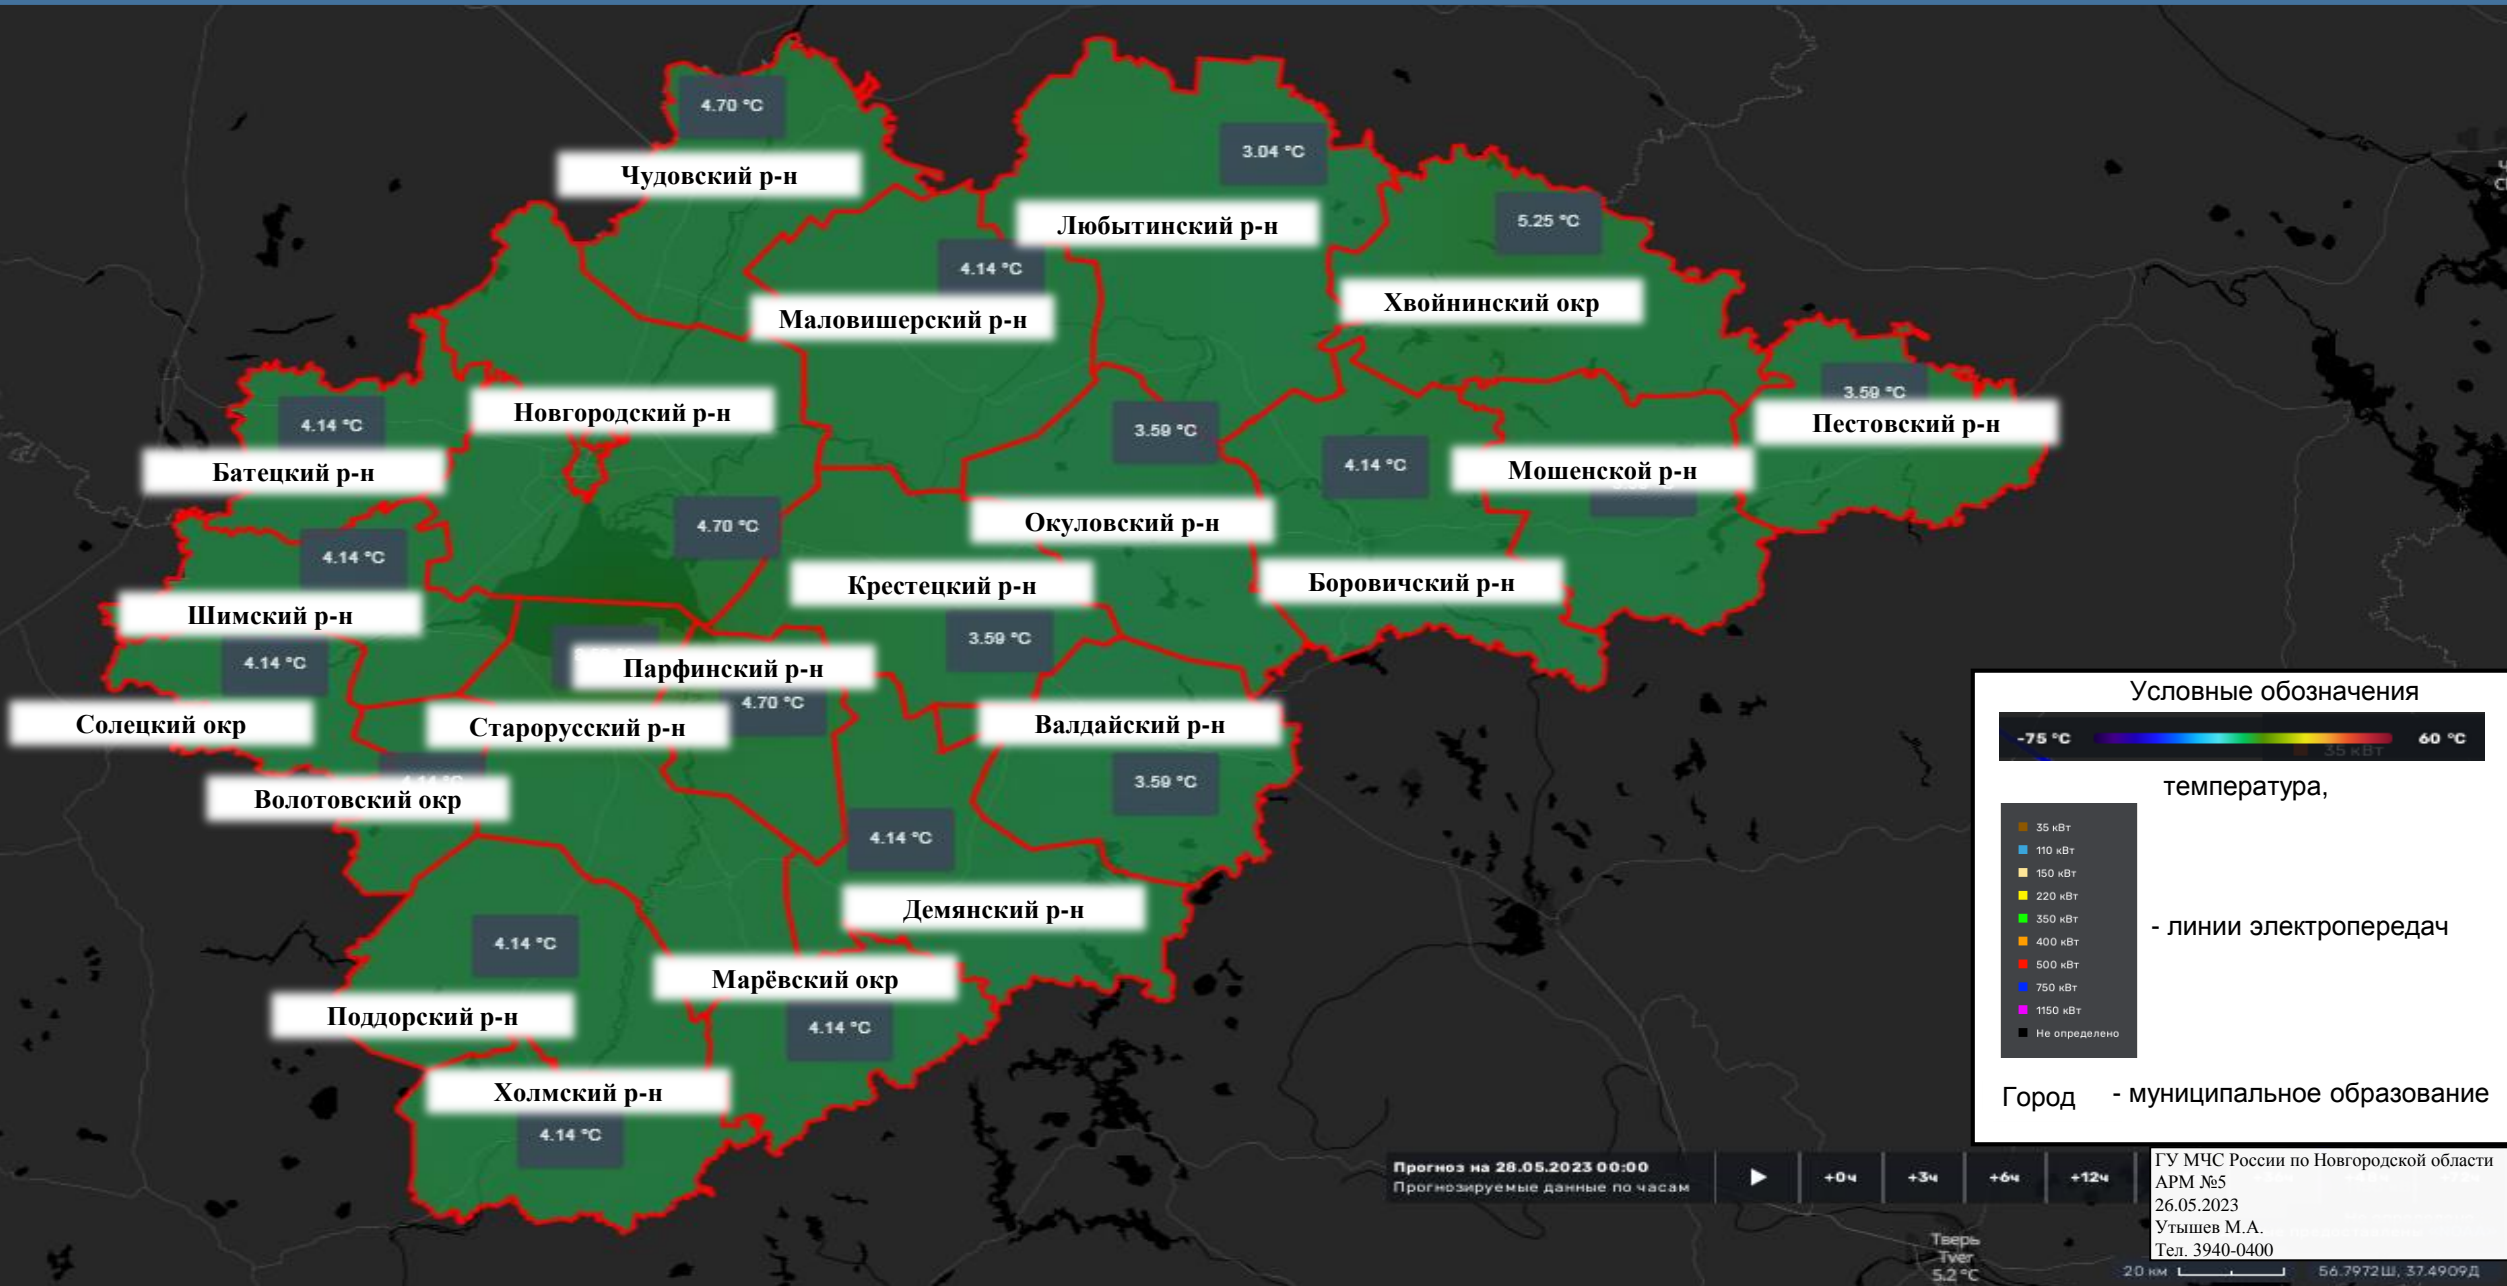 4.70 °C
Чудовский р-н
3.04 °C
Любытинский р-н
5.25 °C
Хвойнинский окр
4.14 °C
Маловишерский р-н
3.59 °C
Пестовский р-н
4.14 °C
Батецкий р-н
Новгородский р-н
4.70 °C
3.59 °C
Окуловский р-н
4.14 °C
Боровичский р-н
Мошенской р-н
4.14 °C
Шимский р-н
Крестецкий р-н
3.59 °C
4.14 °C
Солецкий окр
Парфинский р-н
4.70 °C
Старорусский р-н
Валдайский р-н
3.59 °C
4.14 °C
Волотовский окр
4.14 °C
Демянский р-н
4.14 °C
Поддорский р-н
Марёвский окр
4.14 °C
Холмский р-н
4.14 °C
Условные обозначения
-75 °C 60 °C
35 кВт
температура,
35 кВт
110 кВт
150 кВт
220 кВт
350 кВт
400 кВт
500 кВт
750 кВт
1150 кВт
Не определено
- линии электропередач
Город - муниципальное образование
Прогноз на 28.05.2023 00:00
Прогнозируемые данные по часам
+0ч +3ч +6ч +12ч
ГУ МЧС России по Новгородской области
АРМ №5
26.05.2023
Утышев М.А.
Тел. 3940-0400
Тверь
Tver
5.2 °C
20 км 56.7972Ш, 37.4909Д